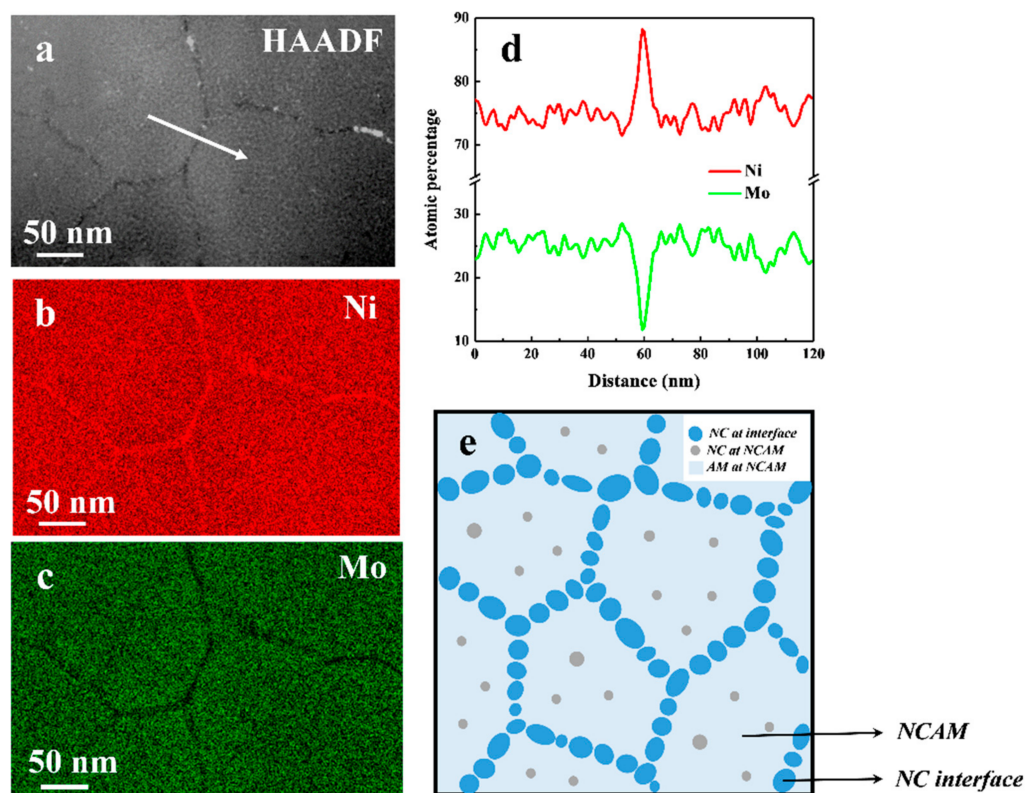 a
HAADF
50 nm
b
Ni
50 nm
c
Mo
50 nm
d
90
80
70
30
20
10
Atomic percentage
Ni
Mo
0
20
40
60
80
100
120
Distance (nm)
e
NC at interface
NC at NCAM
AM at NCAM
NCAM
NC interface